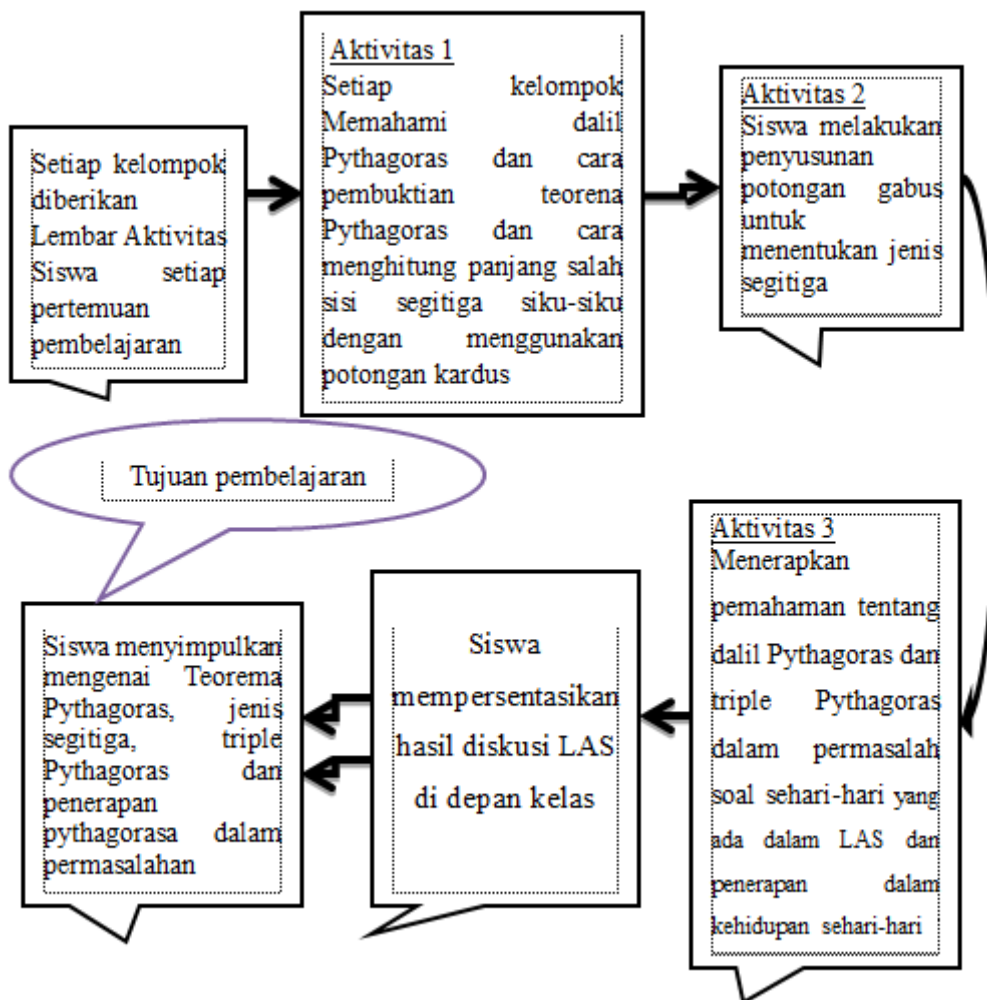 Setiap kelompok
diberikan
Lembar Aktivitas
Siswa setiap
pertemuan
pembelajaran
Aktivitas 1
Setiap kelompok
Memahami dalil
Pythagoras dan cara
pembuktian teorena
Pythagoras dan cara
menghitung panjang salah
sisi segitiga siku-siku
dengan menggunakan
potongan kardus
Aktivitas 2
Siswa melakukan
penyusunan
potongan gabus
untuk
menentukan jenis
segitiga
Aktivitas 3
Menerapkan
pemahaman tentang
dalil Pythagoras dan
triple Pythagoras
dalam permasalah
soal sehari-hari yang
ada dalam LAS dan
penerapan dalam
kehidupan sehari-hari
Siswa
mempersentasikan
hasil diskusi LAS
di depan kelas
Tujuan pembelajaran
Siswa menyimpulkan
mengenai Teorema
Pythagoras, jenis
segitiga, triple
Pythagoras dan
penerapan
pythagorasa dalam
permasalahan